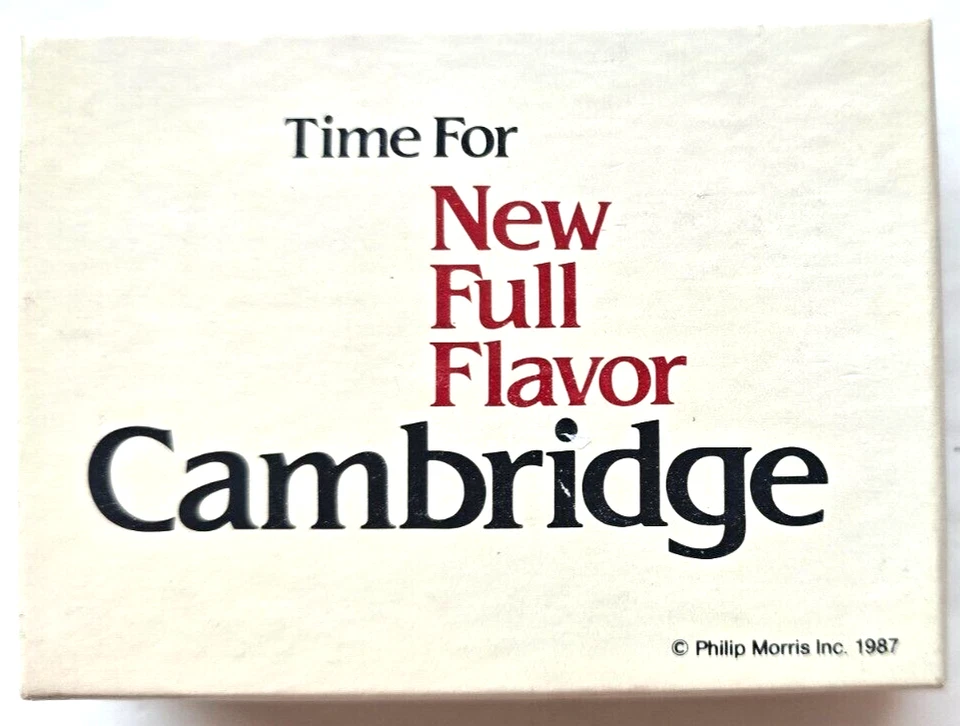 Time For
New
Full
Flavor
Cambridge
© Philip Morris Inc. 1987